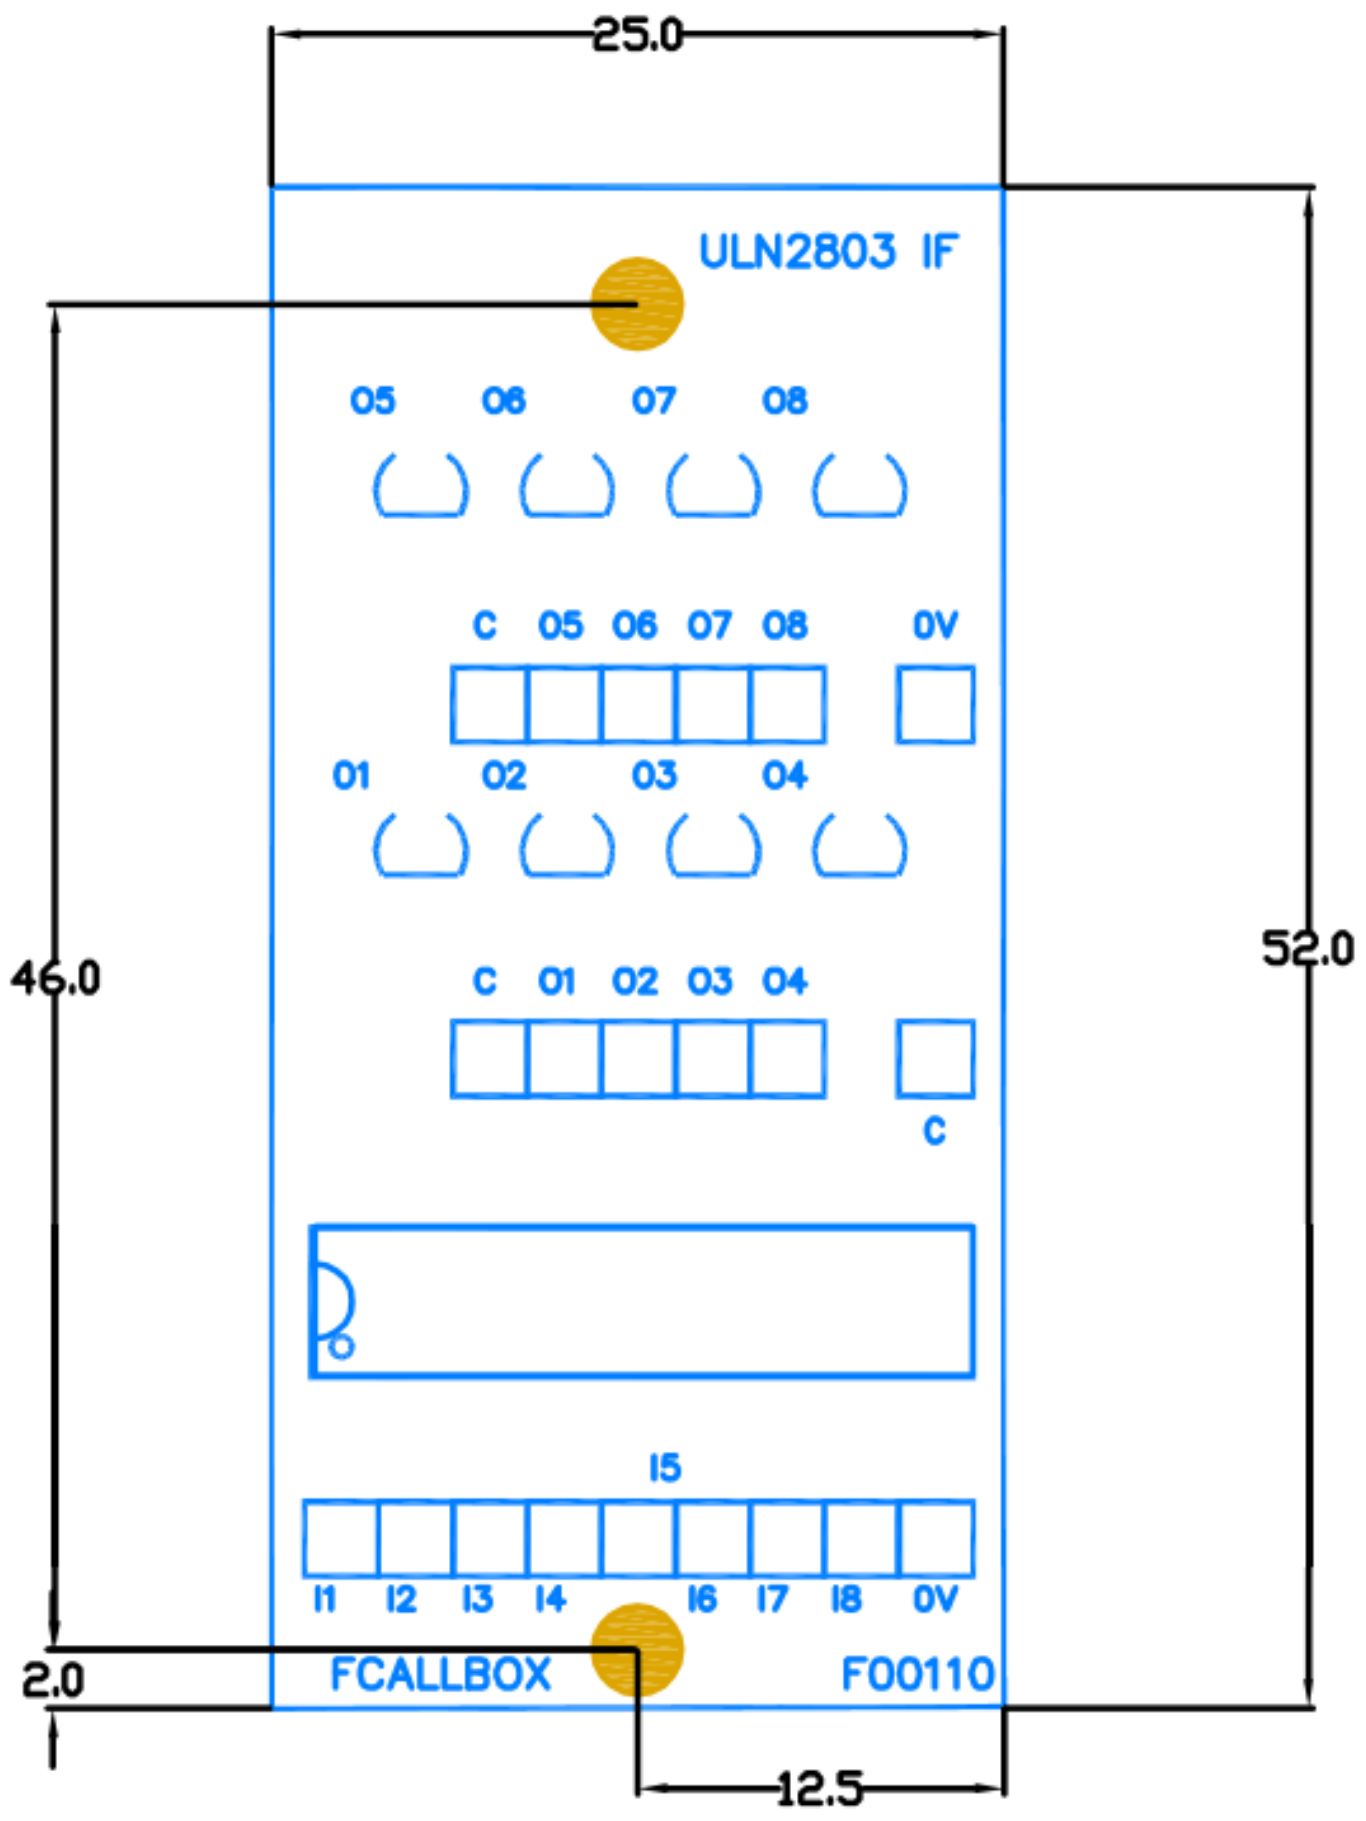 25.0
ULN2803 IF
O5 O6 O7 O8
C O5 O6 O7 O8 0V
O1 O2 O3 O4
46.0
52.0
C O1 O2 O3 O4
C
I5
I1 I2 I3 I4 I6 I7 I8 0V
2.0
FCALLBOX F00110
12.5